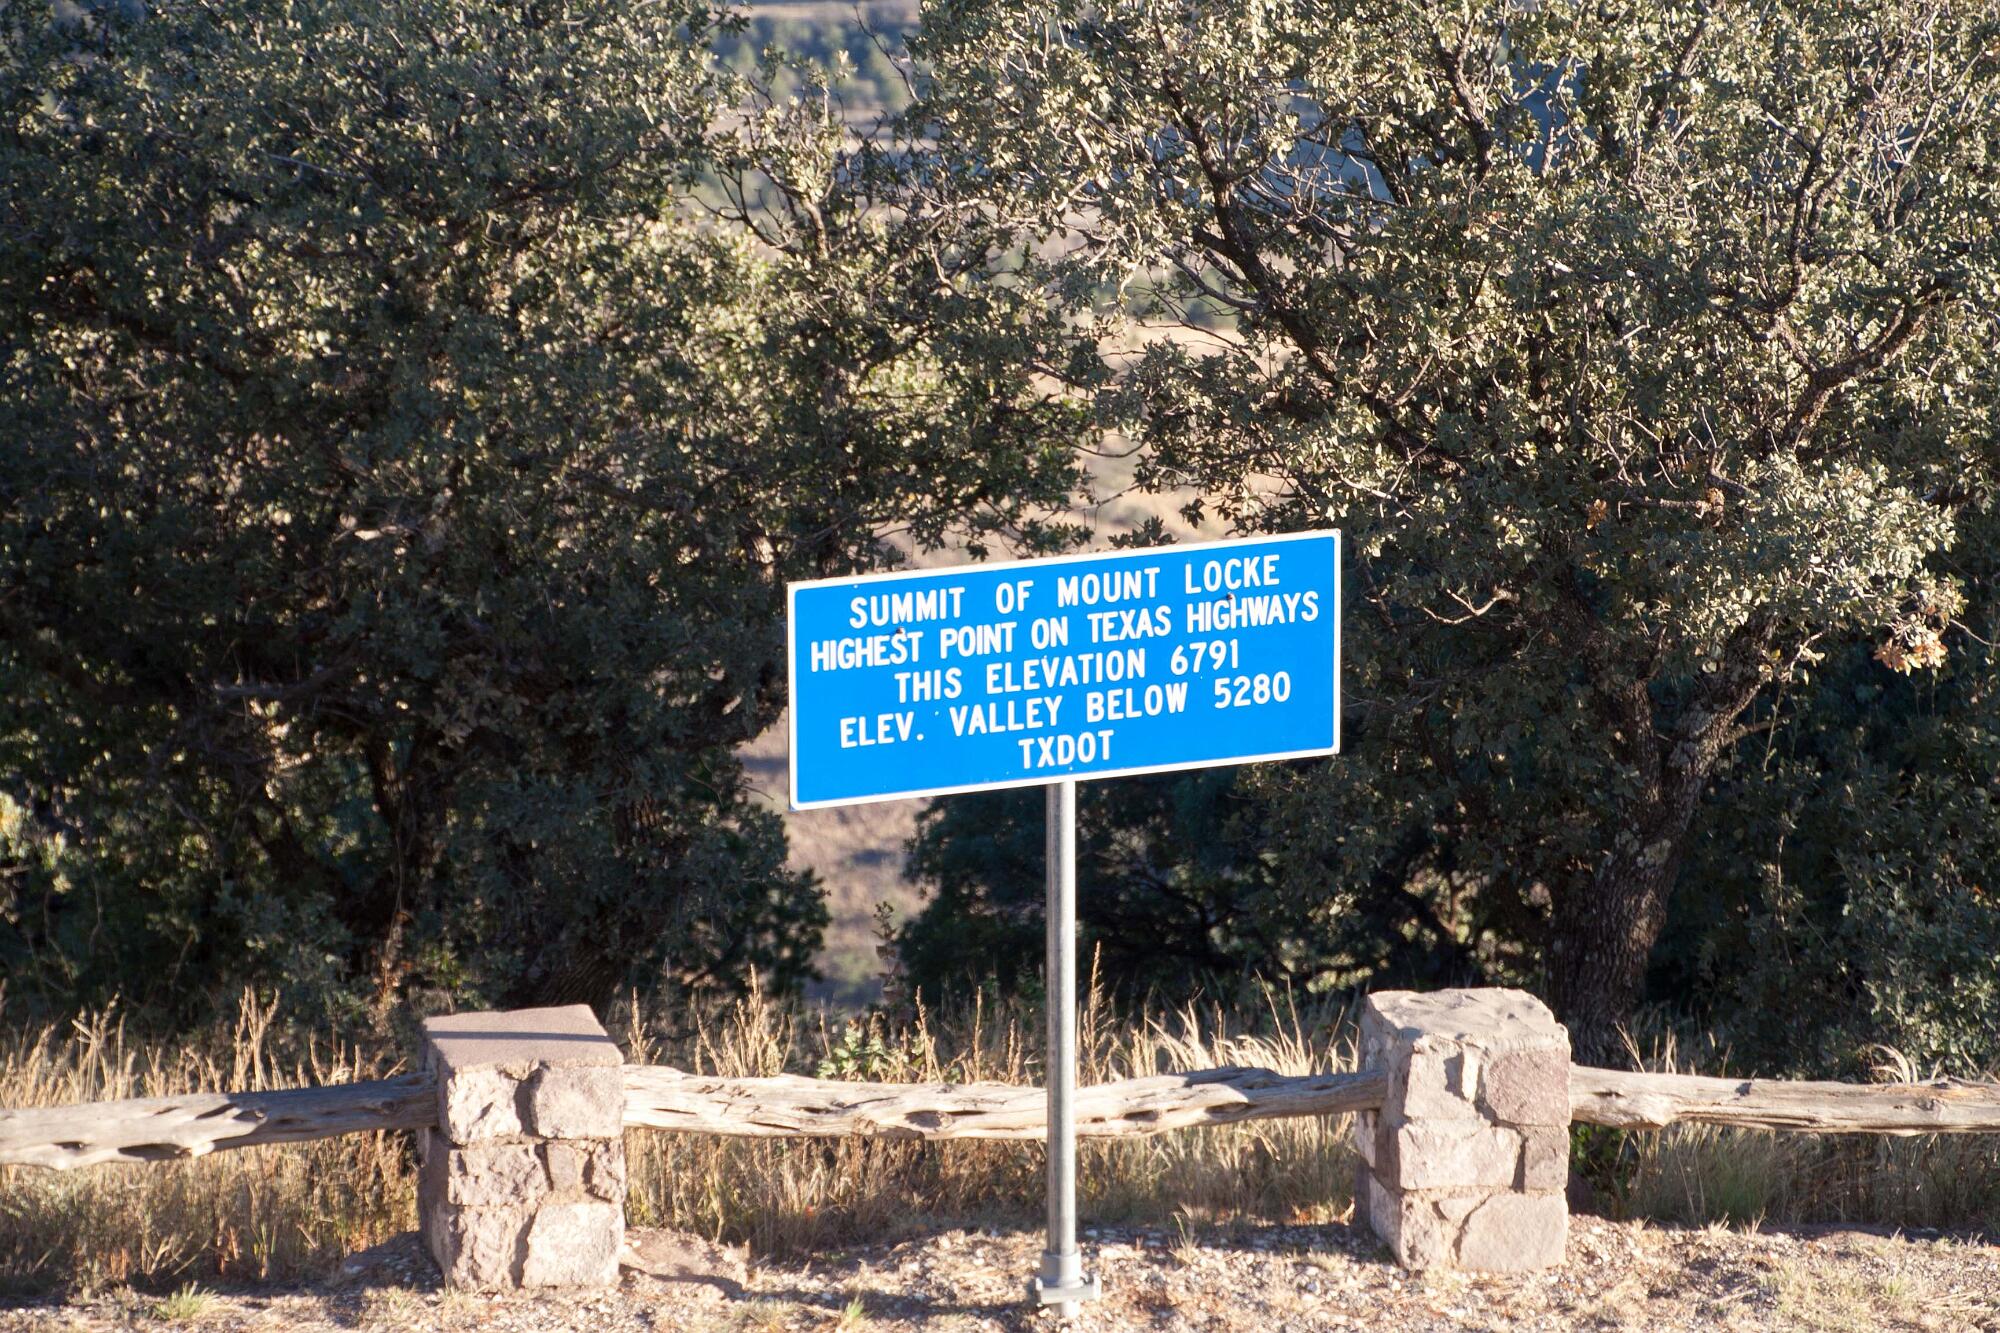 SUMMIT OF MOUNT LOCKE
HIGHEST POINT ON TEXAS HIGHWAYS
THIS ELEVATION 6791
ELEV. VALLEY BELOW 5280
TXDOT